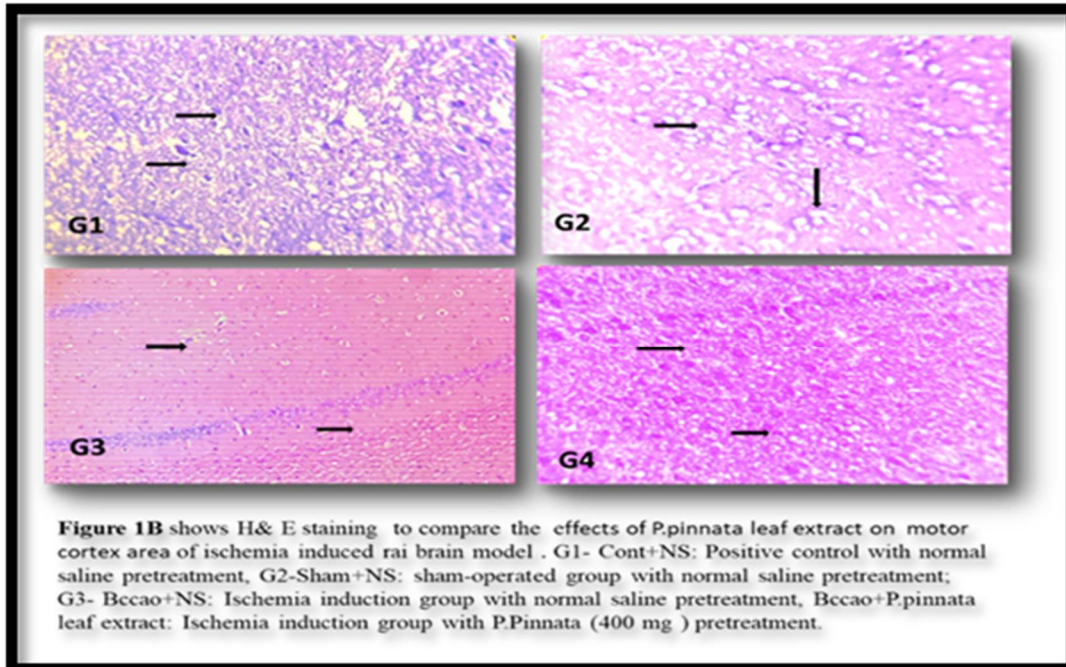 G1
G2
G3
G4
Figure 1B shows H& E staining to compare the effects of P.pinnata leaf extract on motor
cortex area of ischemia induced rai brain model . G1- Cont+NS: Positive control with normal
saline pretreatment, G2-Sham+NS: sham-operated group with normal saline pretreatment;
G3- Bccao+NS: Ischemia induction group with normal saline pretreatment, Bccao+P.pinnata
leaf extract: Ischemia induction group with P.Pinnata (400 mg ) pretreatment.